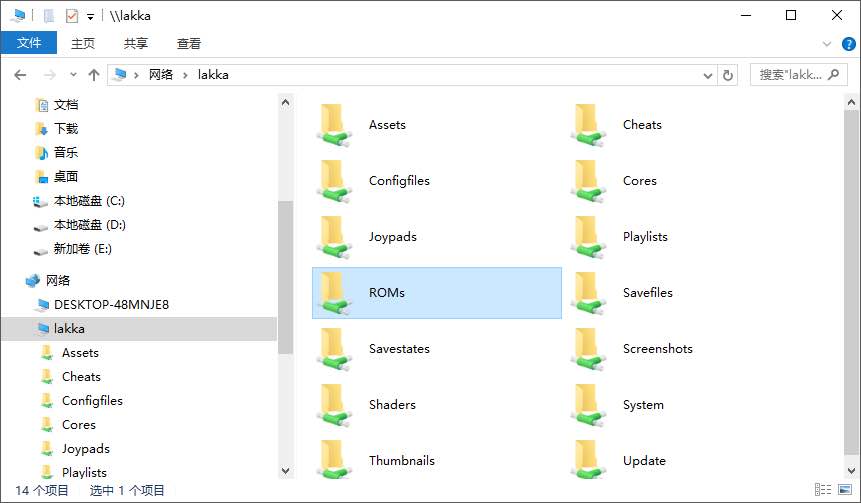 \\lakka
文件 主页 共享 查看
网络 lakka 搜索"lakk...
文档
下载
音乐
桌面
本地磁盘 (C:)
本地磁盘 (D:)
新加卷 (E:)
网络
DESKTOP-48MNJE8
lakka
Assets
Cheats
Configfiles
Cores
Joypads
Playlists
Assets Cheats
Configfiles Cores
Joypads Playlists
ROMs Savefiles
Savestates Screenshots
Shaders System
Thumbnails Update
14 个项目 选中 1 个项目